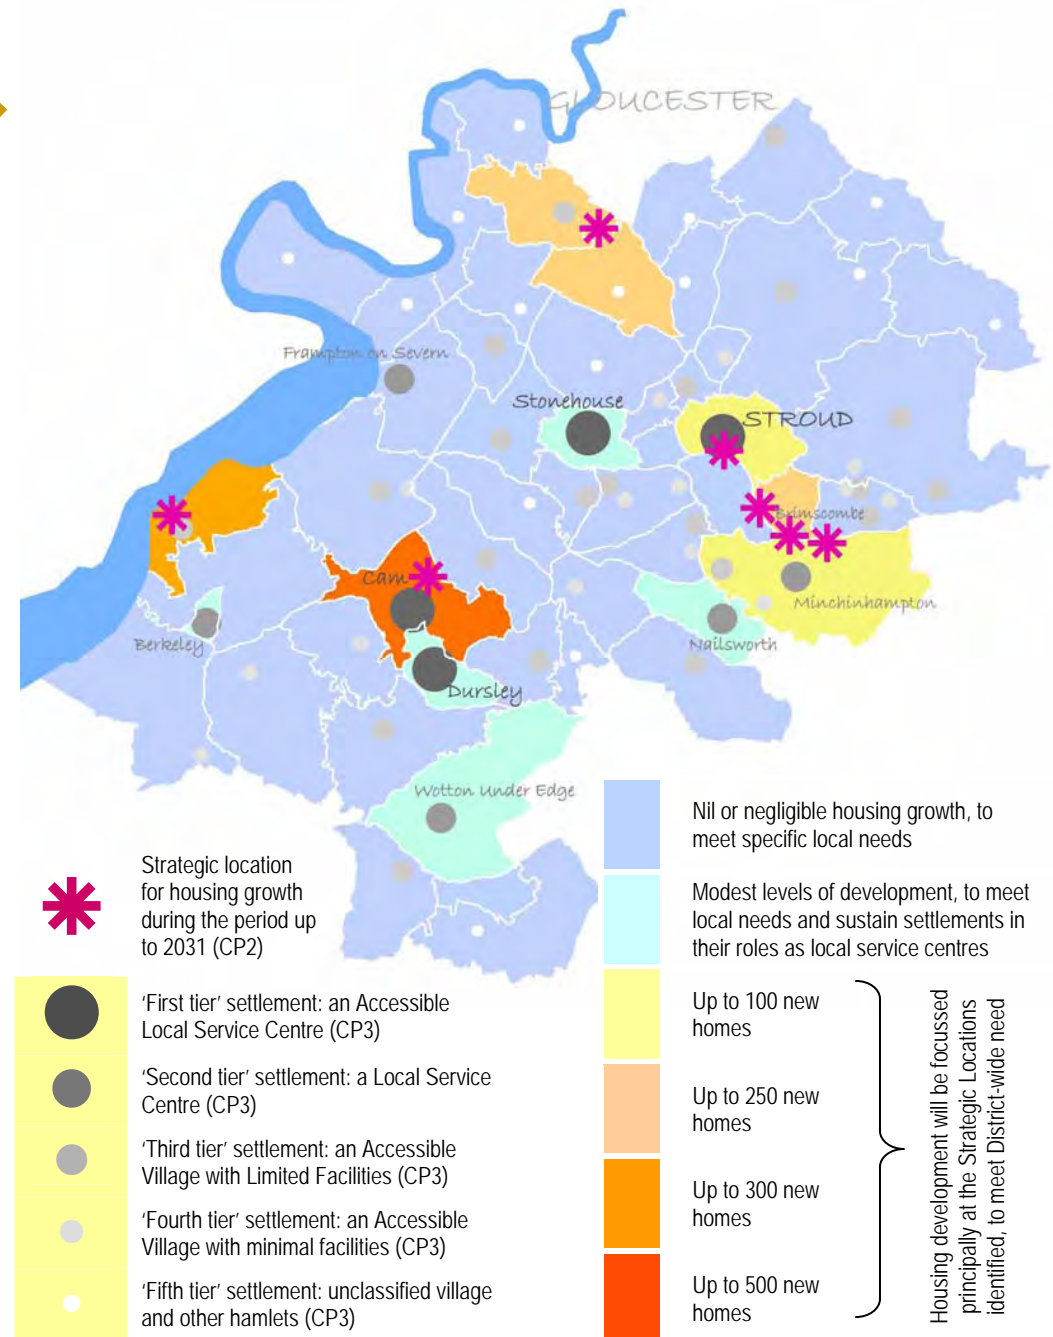 GLOUCESTER
Frampton on Severn
Stonehouse
STROUD
Brimscombe
Cam
Minchinhampton
Berkeley
Nailsworth
Dursley
Wotton Under Edge
Strategic location
for housing growth
during the period up
to 2031 (CP2)
‘First tier’ settlement: an Accessible
Local Service Centre (CP3)
‘Second tier’ settlement: a Local Service
Centre (CP3)
‘Third tier’ settlement: an Accessible
Village with Limited Facilities (CP3)
‘Fourth tier’ settlement: an Accessible
Village with minimal facilities (CP3)
‘Fifth tier’ settlement: unclassified village
and other hamlets (CP3)
Nil or negligible housing growth, to
meet specific local needs
Modest levels of development, to meet
local needs and sustain settlements in
their roles as local service centres
Up to 100 new
homes
Up to 250 new
homes
Up to 300 new
homes
Up to 500 new
homes
Housing development will be focussed
principally at the Strategic Locations
identified, to meet District-wide need